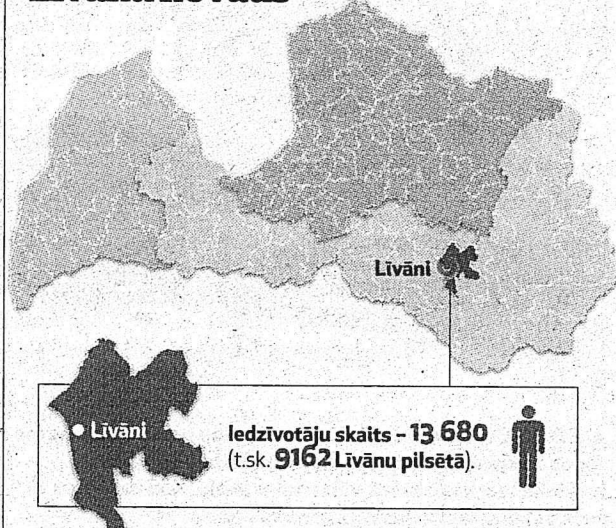 Līvāni
Līvāni
Iedzīvotāju skaits – 13 680
(t.sk. 9162 Līvānu pilsētā).